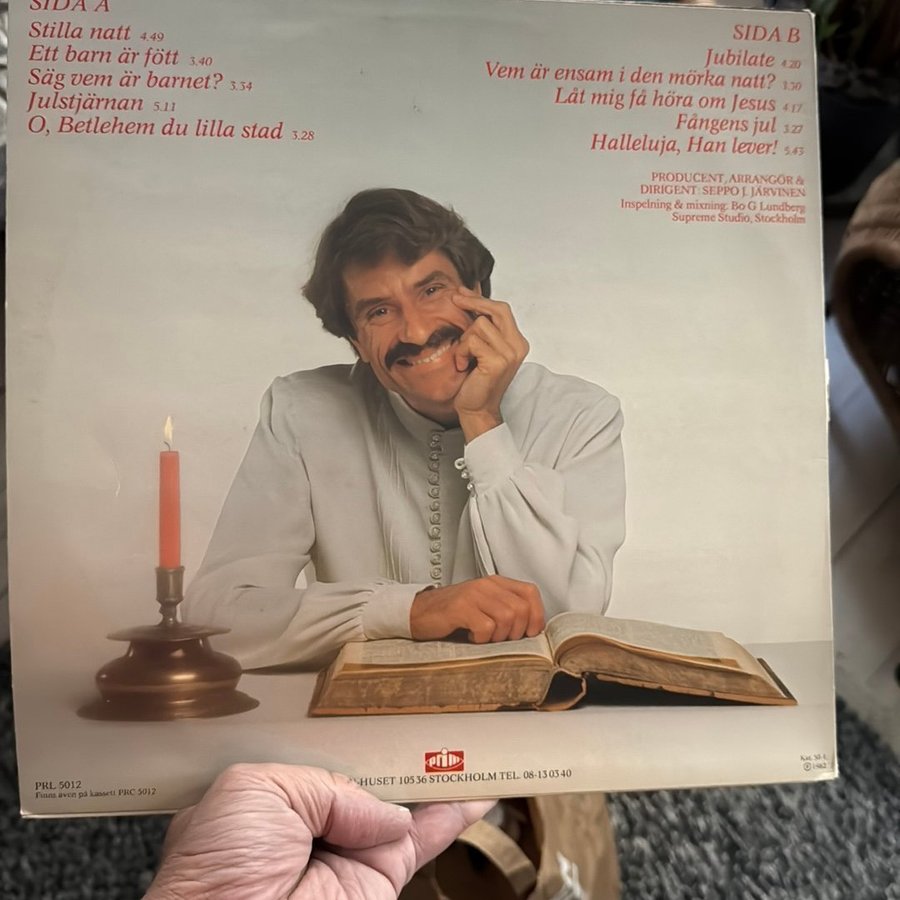 SIDA A
Stilla natt 4.49
Ett barn är fött 3.40
Säg vem är barnet? 3.34
Julstjärnan 5.11
O, Betlehem du lilla stad 3.28
SIDA B
Jubilate 4.20
Vem är ensam i den mörka natt? 3.30
Låt mig få höra om Jesus 4.17
Fångens jul 3.27
Halleluja, Han lever! 5.43
PRODUCENT, ARRANGÖR &
DIRIGENT: SEPPO J. JÄRVINEN
Inspelning & mixning: Bo G Lundberg
Supreme Studio, Stockholm
prim
-HUSET 105 36 STOCKHOLM TEL. 08-13 03 40
PRL 5012
Finns även på kassett PRC 5012
℗ 1982